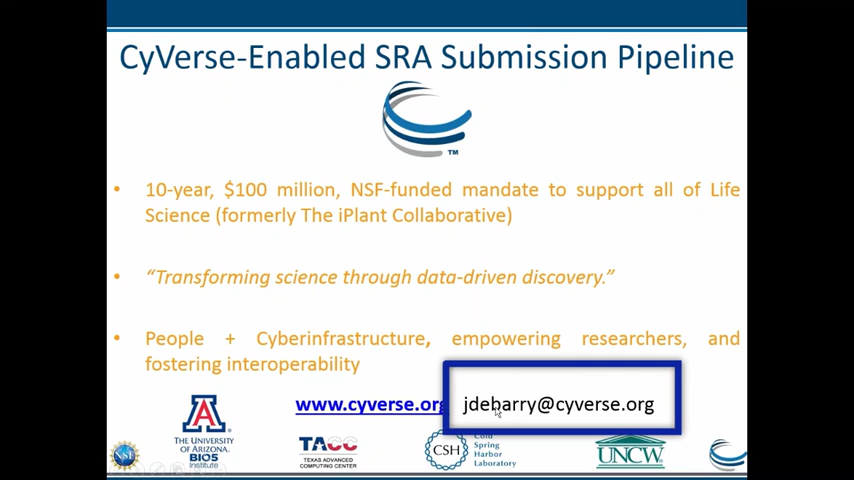 CyVerse-Enabled SRA Submission Pipeline
TM
• 10-year, $100 million, NSF-funded mandate to support all of Life
Science (formerly The iPlant Collaborative)
• “Transforming science through data-driven discovery.”
• People + Cyberinfrastructure, empowering researchers, and
fostering interoperability
www.cyverse.org
jdebarry@cyverse.org
A
THE UNIVERSITY
OF ARIZONA.
BIO5
Institute
TACC
TEXAS ADVANCED
COMPUTING CENTER
CSH
Cold
Spring
Harbor
Laboratory
UNCW
NSF